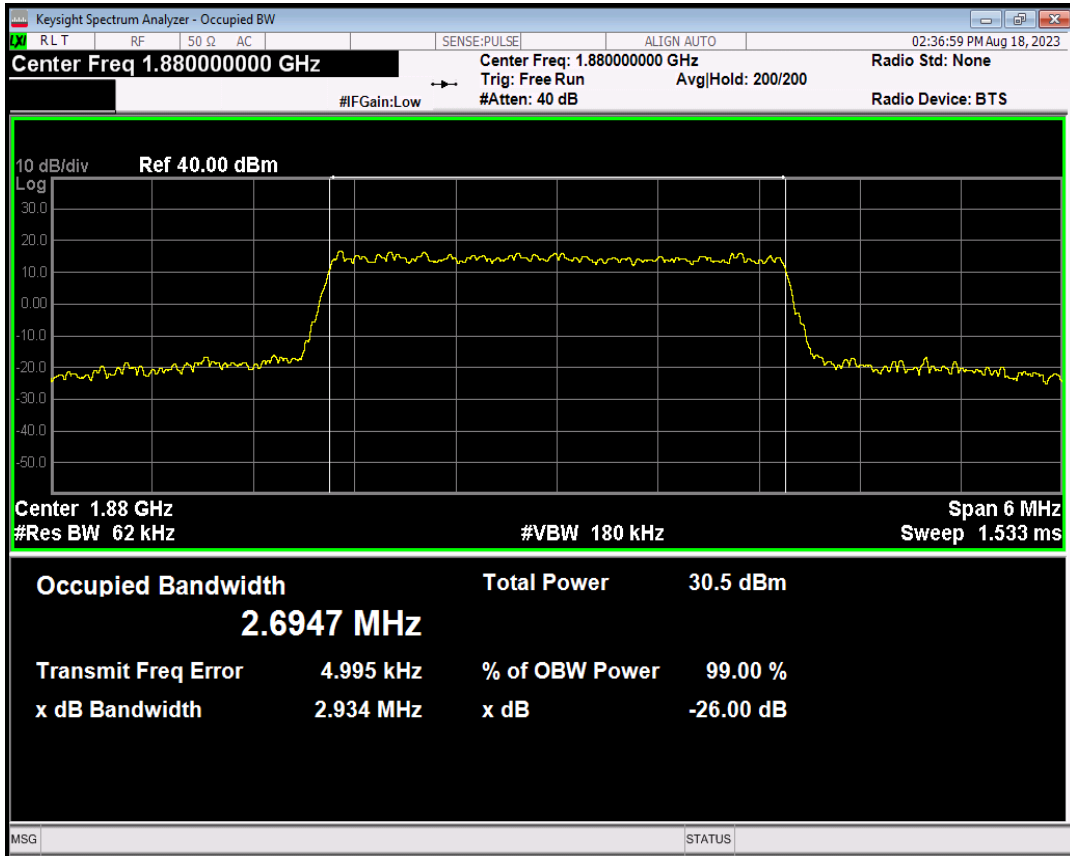 Keysight Spectrum Analyzer - Occupied BW
LXI RLT RF 50 Ω AC SENSE:PULSE ALIGN AUTO 02:36:59 PM Aug 18, 2023
Center Freq 1.880000000 GHz Center Freq: 1.880000000 GHz Radio Std: None
Trig: Free Run Avg|Hold: 200/200
#IFGain:Low #Atten: 40 dB Radio Device: BTS
10 dB/div Ref 40.00 dBm
Log
30.0
20.0
10.0
0.00
-10.0
-20.0
-30.0
-40.0
-50.0
Center 1.88 GHz Span 6 MHz
#Res BW 62 kHz #VBW 180 kHz Sweep 1.533 ms
Occupied Bandwidth Total Power 30.5 dBm
2.6947 MHz
Transmit Freq Error 4.995 kHz % of OBW Power 99.00 %
x dB Bandwidth 2.934 MHz x dB -26.00 dB
MSG STATUS